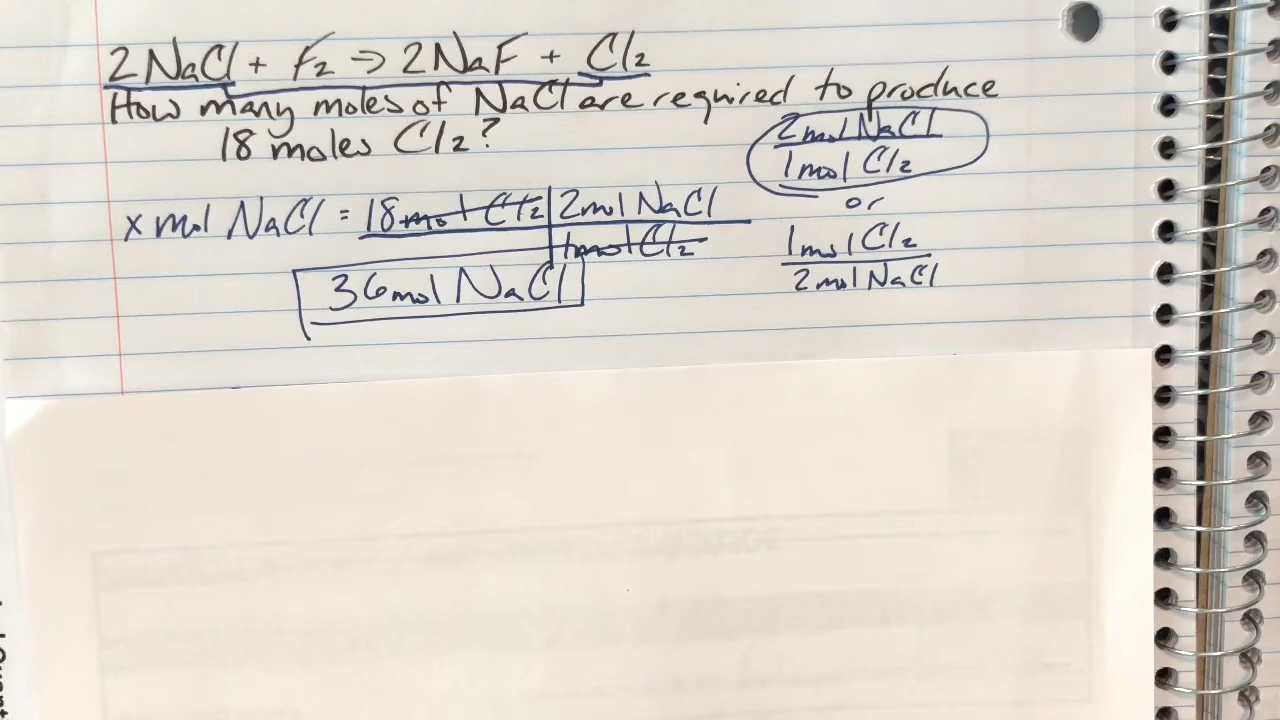 2NaCl + F₂ → 2NaF + Cl₂
How many moles of NaCl are required to produce
18 moles Cl₂?
2mol NaCl
1mol Cl₂
or
1mol Cl₂
2mol NaCl
x mol NaCl = 18 mol Cl₂ | 2mol NaCl
1mol Cl₂
36mol NaCl